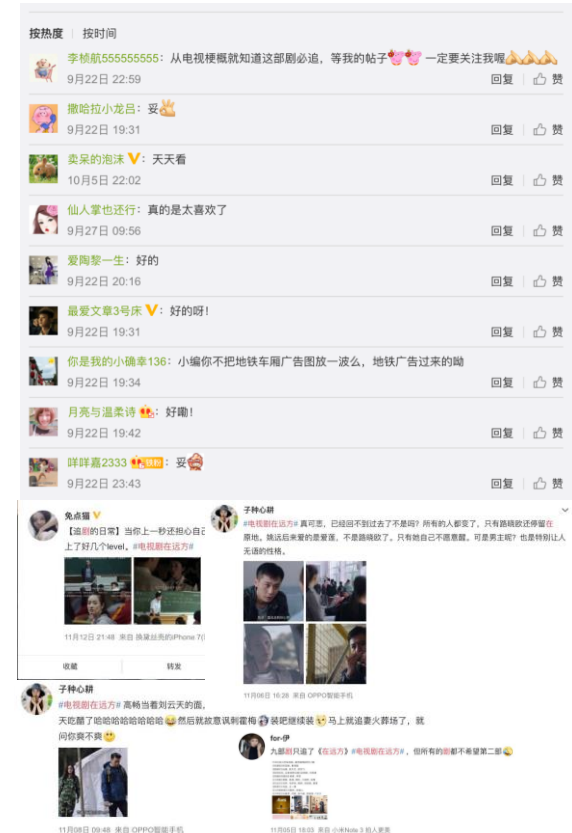 按热度 | 按时间
李桢航555555555：从电视梗概就知道这部剧必追，等我的帖子 一定要关注我喔
9月22日 22:59 回复 赞
撒哈拉小龙吕：妥
9月22日 19:31 回复 赞
卖呆的泡沫 V：天天看
10月5日 22:02 回复 赞
仙人掌也还行：真的是太喜欢了
9月27日 09:56 回复 赞
爱陶黎一生：好的
9月22日 20:16 回复 赞
最爱文章3号床 V：好的呀！
9月22日 19:31 回复 赞
你是我的小确幸136：小编你不把地铁车厢广告图放一波么，地铁广告过来的呦
9月22日 19:34 回复 赞
月亮与温柔诗：好嘞！
9月22日 19:42 回复 赞
咩咩嘉2333：妥
9月22日 23:43 回复 赞
兔点猫 V
【追剧的日常】当你上一秒还担心自己
上了好几个level。#电视剧在远方#
11月12日 21:48 来自 换黛丝亮的iPhone 7(
收藏 转发
子种心耕
#电视剧在远方# 真可悲，已经回不到过去了不是吗？所有的人都变了，只有路晓欧还停留在
原地。姚远后来爱的是爱莲，不是路晓欧了。只有她自己不愿意醒。可是男主呢？也是特别让人
无语的性格。
11月06日 16:28 来自 OPPO智能手机
子种心耕
#电视剧在远方# 高畅当着刘云天的面，
天吃醋了哈哈哈哈哈哈哈哈 然后就故意讽刺霍梅 装吧继续装 马上就追妻火葬场了，就
问你爽不爽
11月08日 09:48 来自 OPPO智能手机
for-伊
九部剧只追了《在远方》#电视剧在远方#，但所有的剧都不希望第二部
11月05日 18:03 来自 小米Note 3 拍人更美